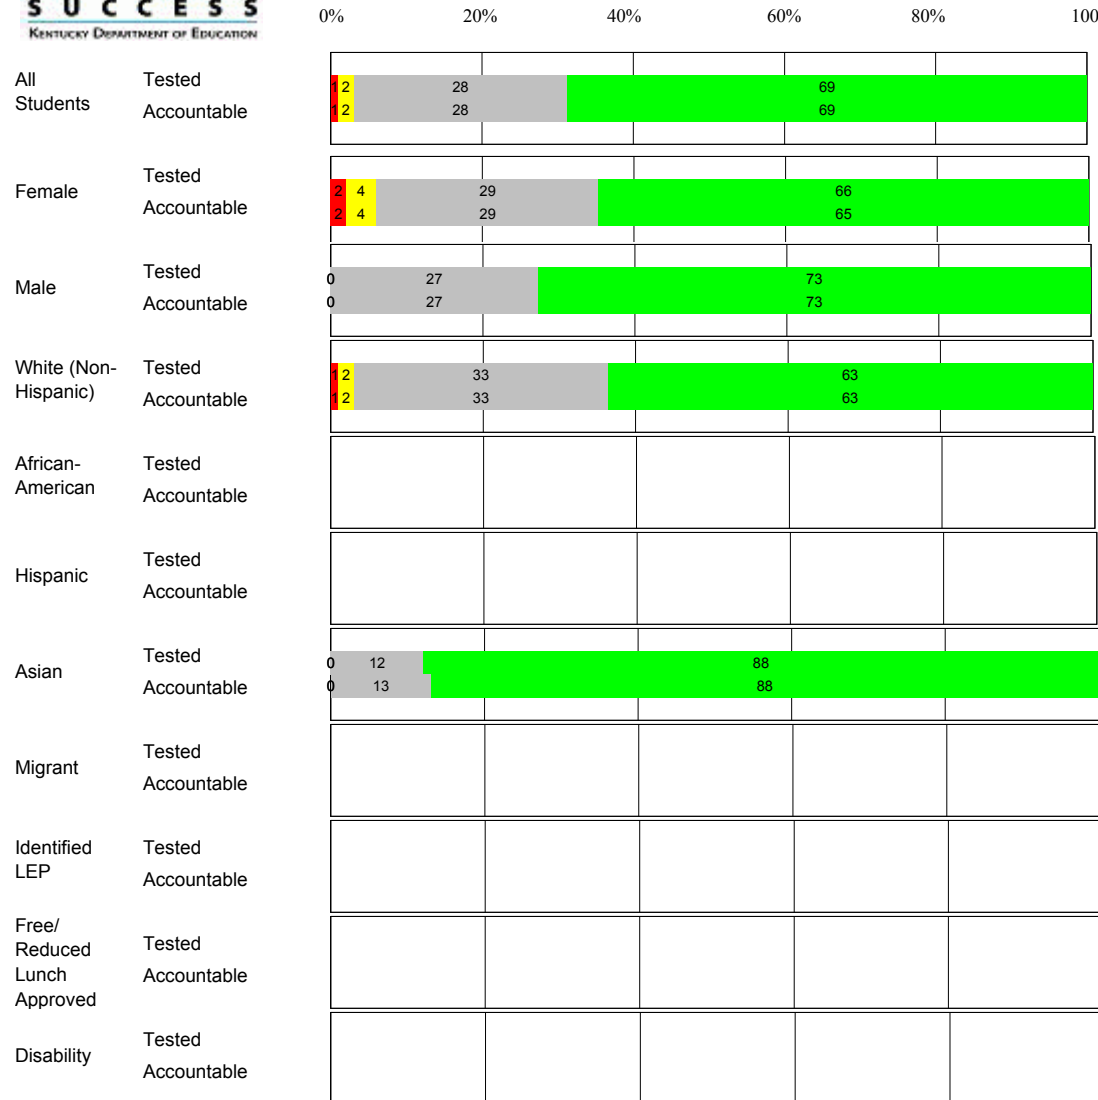 S U C C E S S
KENTUCKY DEPARTMENT OF EDUCATION
0% 20% 40% 60% 80% 100
All Students
Tested
Accountable
1 2 28 69
1 2 28 69
Female
Tested
Accountable
2 4 29 66
2 4 29 65
Male
Tested
Accountable
0 27 73
0 27 73
White (Non-
Hispanic)
Tested
Accountable
1 2 33 63
1 2 33 63
African-
American
Tested
Accountable
Hispanic
Tested
Accountable
Asian
Tested
Accountable
0 12 88
0 13 88
Migrant
Tested
Accountable
Identified
LEP
Tested
Accountable
Free/
Reduced
Lunch
Approved
Tested
Accountable
Disability
Tested
Accountable